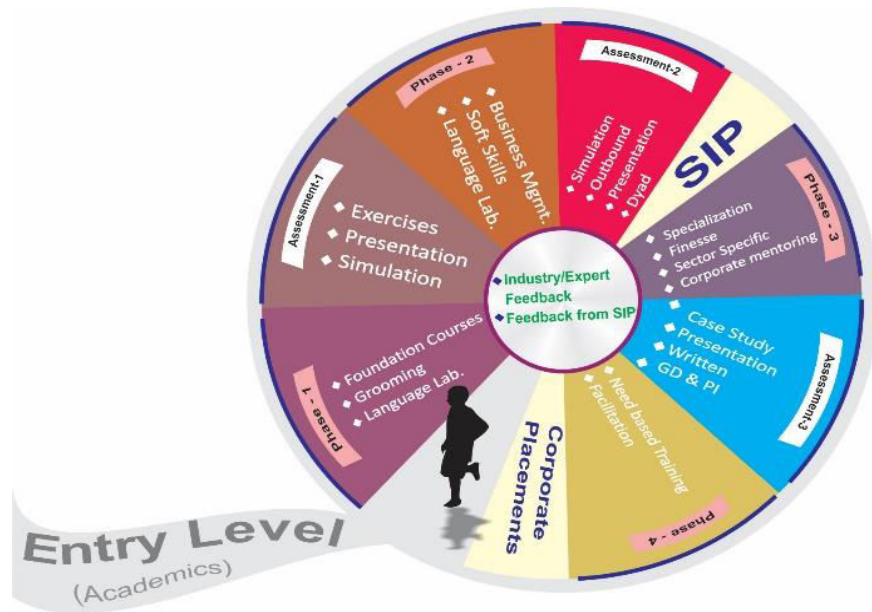 Entry Level
(Academics)
Phase - 1
Foundation Courses
Grooming
Language Lab.
Assessment-1
Exercises
Presentation
Simulation
Phase - 2
Business Mgmt.
Soft Skills
Language Lab.
Assessment-2
Simulation
Outbound
Presentation
Dyad
SIP
Phase - 3
Specialization
Finesse
Sector Specific
Corporate mentoring
Assessment-3
Case Study
Presentation
Written
GD & PI
Phase - 4
Need based Training
Facilitation
Corporate
Placements
Industry/Expert
Feedback
Feedback from SIP